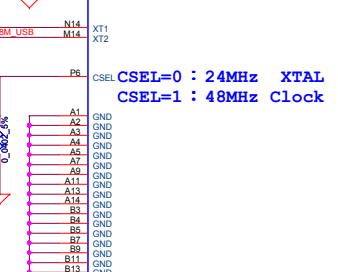 N14 XT1
8M_USB M14 XT2
P6 CSEL CSEL=0 : 24MHz XTAL
CSEL=1 : 48MHz Clock
A1 GND
A2 GND
A3 GND
A4 GND
A5 GND
A7 GND
A9 GND
A11 GND
A13 GND
A14 GND
B3 GND
B4 GND
B5 GND
B7 GND
B9 GND
B11 GND
B13 GND
0_0402_5%